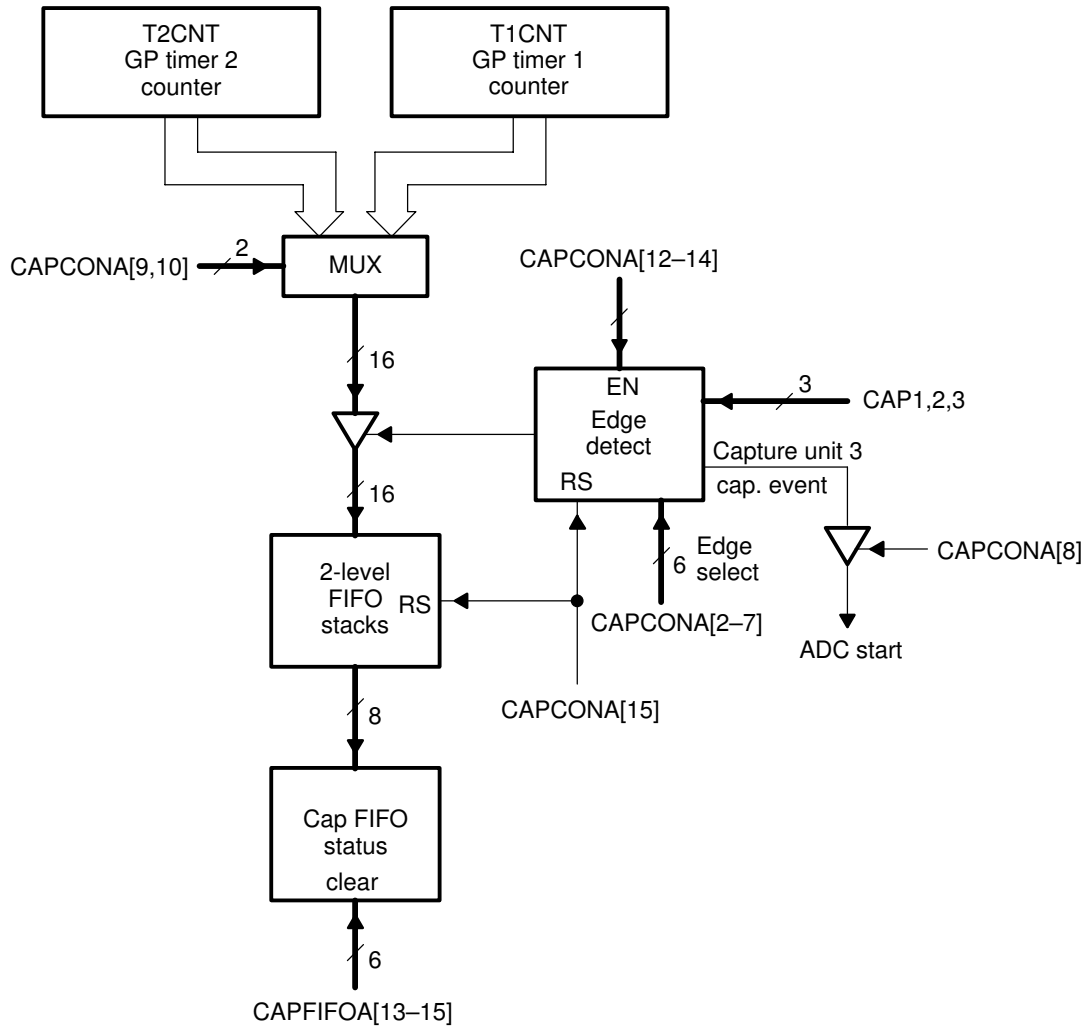 T2CNT
GP timer 2
counter
T1CNT
GP timer 1
counter
CAPCONA[9,10]
2
MUX
CAPCONA[12–14]
16
EN
Edge
detect
RS
3
CAP1,2,3
Capture unit 3
cap. event
16
6
Edge
select
CAPCONA[8]
2-level
FIFO
stacks
RS
CAPCONA[2–7]
ADC start
CAPCONA[15]
8
Cap FIFO
status
clear
6
CAPFIFOA[13–15]